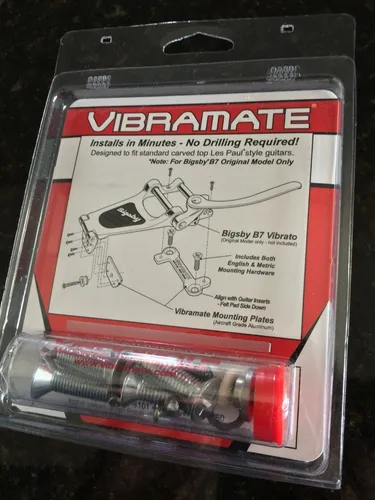 VIBRAMATE
Installs in Minutes - No Drilling Required!
Designed to fit standard carved top Les Paul® style guitars.
*Note: For Bigsby® B7 Original Model Only
Bigsby
Bigsby B7 Vibrato
(Original Model only - not included)
Includes Both
English & Metric
Mounting Hardware
Align with Guitar Inserts
- Felt Pad Side Down
Vibramate Mounting Plates
(Aircraft Grade Aluminum)